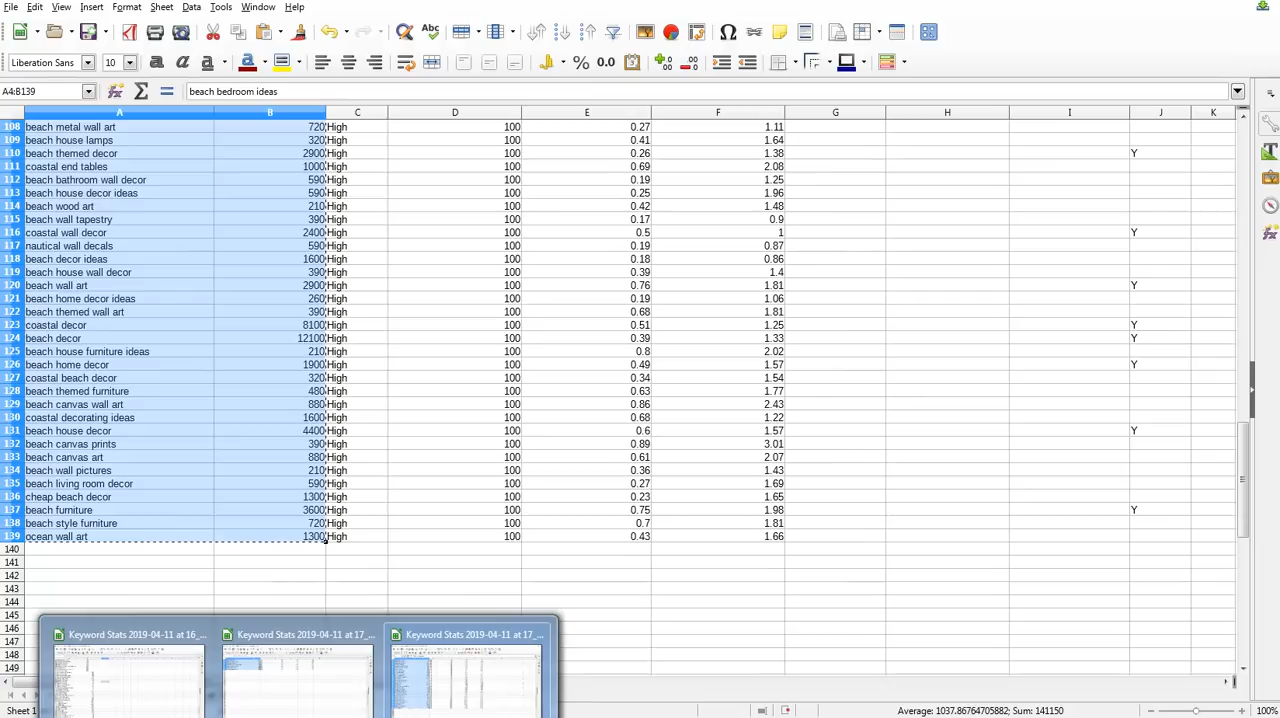 File Edit View Insert Format Sheet Data Tools Window Help
Liberation Sans 10
A4:B139 beach bedroom ideas
A B C D E F G H I J K
108 beach metal wall art 720 High 100 0.27 1.11
109 beach house lamps 320 High 100 0.41 1.64
110 beach themed decor 2900 High 100 0.26 1.38 Y
111 coastal end tables 1000 High 100 0.69 2.08
112 beach bathroom wall decor 590 High 100 0.19 1.25
113 beach house decor ideas 590 High 100 0.25 1.96
114 beach wood art 210 High 100 0.42 1.48
115 beach wall tapestry 390 High 100 0.17 0.9
116 coastal wall decor 2400 High 100 0.5 1 Y
117 nautical wall decals 590 High 100 0.19 0.87
118 beach decor ideas 1600 High 100 0.18 0.86
119 beach house wall decor 390 High 100 0.39 1.4
120 beach wall art 2900 High 100 0.76 1.81 Y
121 beach home decor ideas 260 High 100 0.19 1.06
122 beach themed wall art 390 High 100 0.68 1.81
123 coastal decor 8100 High 100 0.51 1.25 Y
124 beach decor 12100 High 100 0.39 1.33 Y
125 beach house furniture ideas 210 High 100 0.8 2.02
126 beach home decor 1900 High 100 0.49 1.57 Y
127 coastal beach decor 320 High 100 0.34 1.54
128 beach themed furniture 480 High 100 0.63 1.77
129 beach canvas wall art 880 High 100 0.86 2.43
130 coastal decorating ideas 1600 High 100 0.68 1.22
131 beach house decor 4400 High 100 0.6 1.57 Y
132 beach canvas prints 390 High 100 0.89 3.01
133 beach canvas art 880 High 100 0.61 2.07
134 beach wall pictures 210 High 100 0.36 1.43
135 beach living room decor 590 High 100 0.27 1.69
136 cheap beach decor 1300 High 100 0.23 1.65
137 beach furniture 3600 High 100 0.75 1.98 Y
138 beach style furniture 720 High 100 0.7 1.81
139 ocean wall art 1300 High 100 0.43 1.66
140
141
142
143
144
145
146
147
148
149
Keyword Stats 2019-04-11 at 16_... Keyword Stats 2019-04-11 at 17_... Keyword Stats 2019-04-11 at 17_...
Sheet 1 Average: 1037.86764705882; Sum: 141150 100%